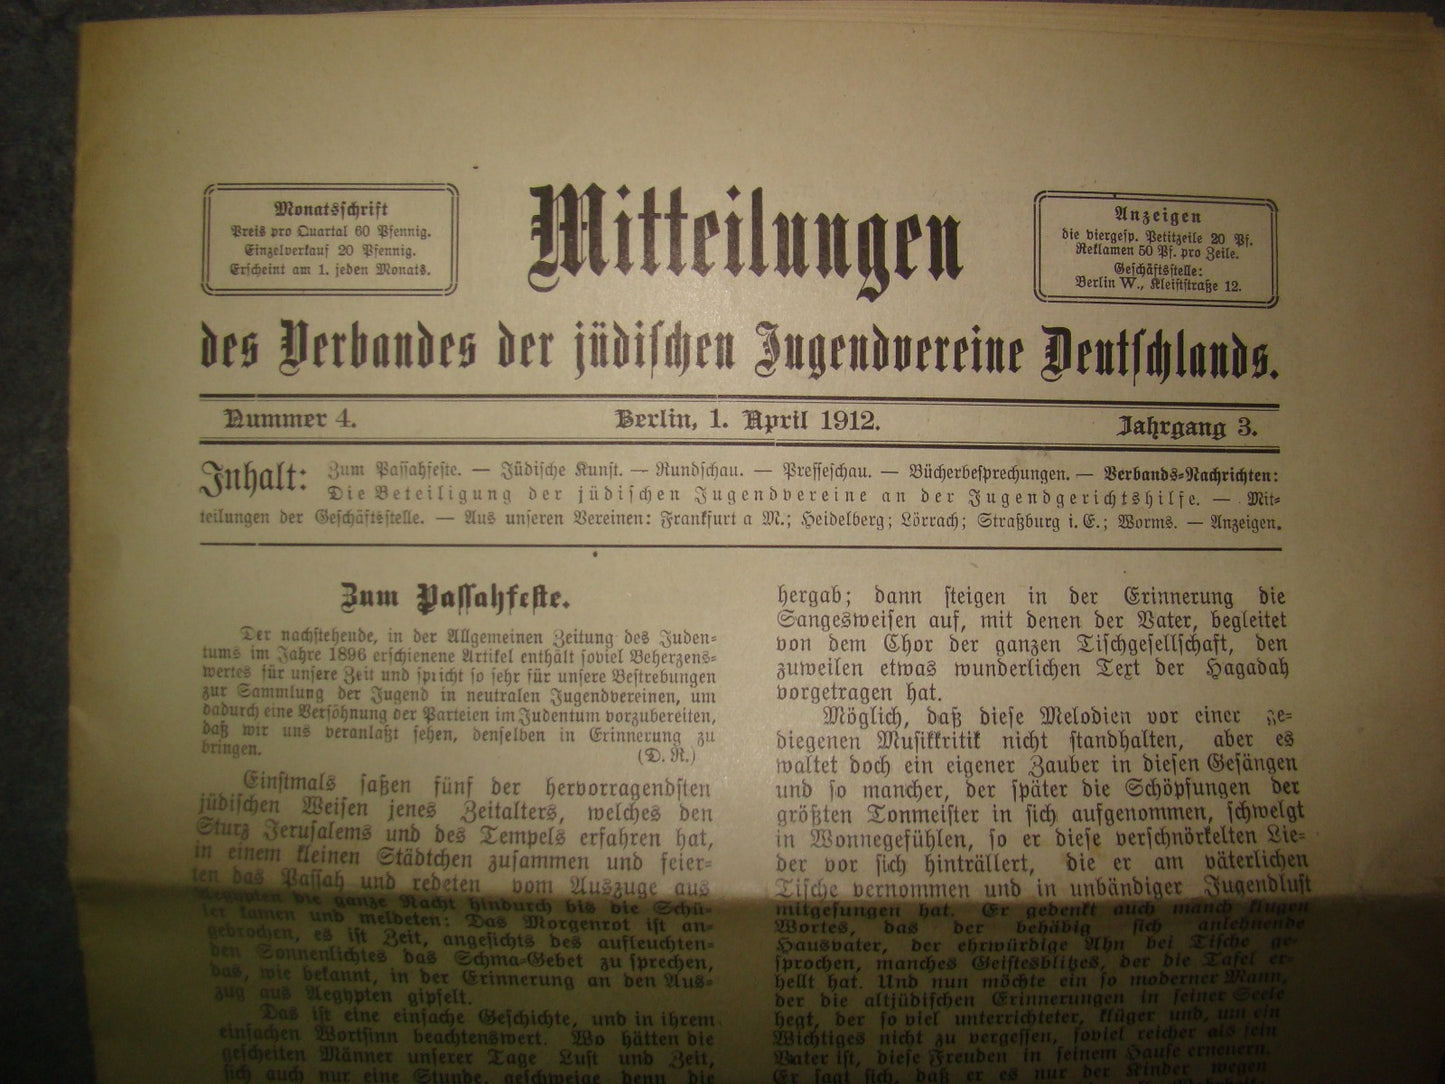 Monatsschrift
Preis pro Quartal 60 Pfennig.
Einzelverkauf 20 Pfennig.
Erscheint am 1. jeden Monats.
Mitteilungen
Anzeigen
die viergesp. Petitzeile 20 Pf.
Reklamen 50 Pf. pro Zeile.
Geschäftsstelle:
Berlin W., Kleiststraße 12.
des Verbandes der jüdischen Jugendvereine Deutschlands.
Nummer 4.
Berlin, 1. April 1912.
Jahrgang 3.
Inhalt: Zum Passahfeste. — Jüdische Kunst. — Rundschau. — Presseschau. — Bücherbesprechungen. — Verbands-Nachrichten:
Die Beteiligung der jüdischen Jugendvereine an der Jugendgerichtshilfe. — Mit-
teilungen der Geschäftsstelle. — Aus unseren Vereinen: Frankfurt a M.; Heidelberg; Lörrach; Straßburg i. E.; Worms. — Anzeigen.
Zum Passahfeste.
Der nachstehende, in der Allgemeinen Zeitung des Juden-
tums im Jahre 1896 erschienene Artikel enthält soviel Beherzens-
wertes für unsere Zeit und spricht so sehr für unsere Bestrebungen
zur Sammlung der Jugend in neutralen Jugendvereinen, um
dadurch eine Versöhnung der Parteien im Judentum vorzubereiten,
daß wir uns veranlaßt sehen, denselben in Erinnerung zu
bringen. (D. R.)
Einstmals saßen fünf der hervorragendsten
jüdischen Weisen jenes Zeitalters, welches den
Sturz Jerusalems und des Tempels erfahren hat,
in einem kleinen Städtchen zusammen und feier-
ten das Passah und redeten vom Auszuge aus
Aegypten die ganze Nacht hindurch bis die Schü-
ler kamen und meldeten: Das Morgenrot ist an-
gebrochen, es ist Zeit, angesichts des aufleuchten-
den Sonnenlichtes das Schma-Gebet zu sprechen,
das, wie bekannt, in der Erinnerung an den Aus-
zug aus Aegypten gipfelt.
Das ist eine einfache Geschichte, und in ihrem
einfachen Wortsinn beachtenswert. Wo hätten die
gescheiten Männer unserer Tage Lust und Zeit,
sich auch nur eine Stunde, geschweige denn die
hergab; dann steigen in der Erinnerung die
Sangesweisen auf, mit denen der Vater, begleitet
von dem Chor der ganzen Tischgesellschaft, den
zuweilen etwas wunderlichen Text der Hagadah
vorgetragen hat.
Möglich, daß diese Melodien vor einer ge-
diegenen Musikkritik nicht standhalten, aber es
waltet doch ein eigener Zauber in diesen Gesängen
und so mancher, der später die Schöpfungen der
größten Tonmeister in sich aufgenommen, schwelgt
in Wonnegefühlen, so er diese verschnörkelten Lie-
der vor sich hinträllert, die er am väterlichen
Tische vernommen und in unbändiger Jugendlust
mitgesungen hat. Er gedenkt auch manch klugen
Wortes, das der behäbig sich anlehnende
Hausvater, der ehrwürdige Ahn bei Tische ge-
sprochen, manches Geistesblitzes, der die Tafel er-
hellt hat. Und nun möchte ein so moderner Mann,
der die altjüdischen Erinnerungen in seiner Seele
hegt, der so viel unterrichteter, klüger und, um ein
Wichtiges nicht zu vergessen, soviel reicher als sein
Vater ist, diese Freuden in seinem Hause erneuern.
Er sagt sich, daß er es nur der Kinder wegen